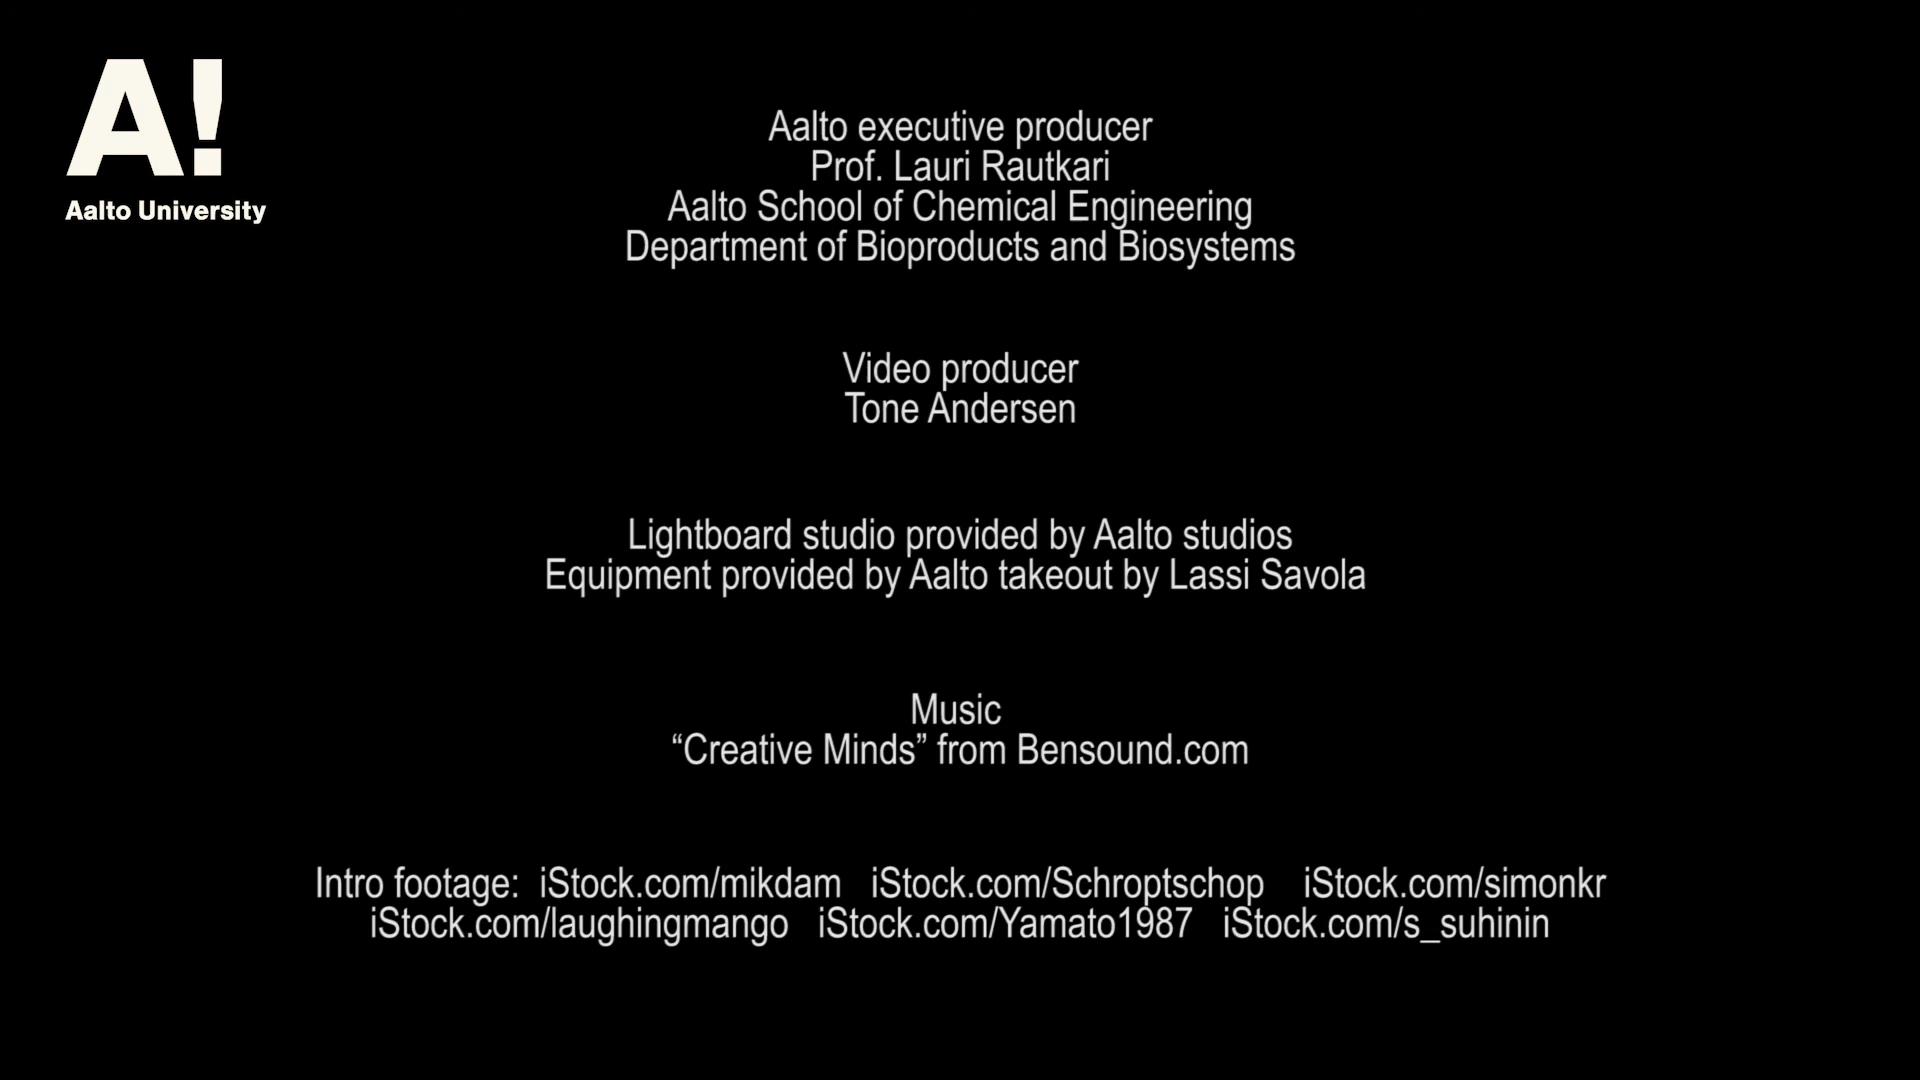 A!
Aalto University
Aalto executive producer
Prof. Lauri Rautkari
Aalto School of Chemical Engineering
Department of Bioproducts and Biosystems
Video producer
Tone Andersen
Lightboard studio provided by Aalto studios
Equipment provided by Aalto takeout by Lassi Savola
Music
“Creative Minds” from Bensound.com
Intro footage: iStock.com/mikdam iStock.com/Schroptschop iStock.com/simonkr
iStock.com/laughingmango iStock.com/Yamato1987 iStock.com/s_suhinin